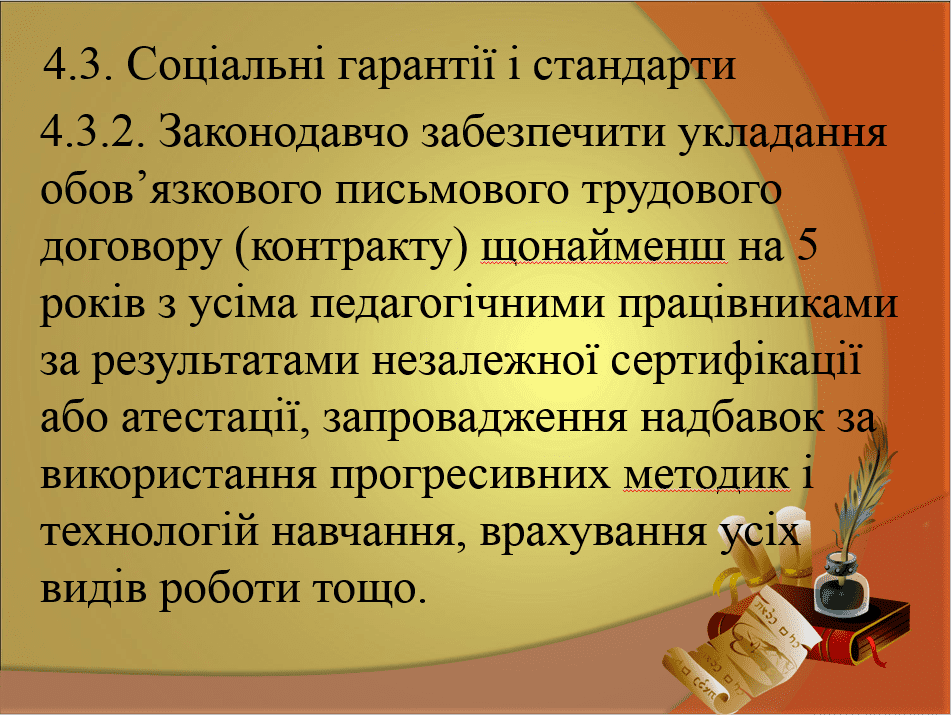 4.3. Соціальні гарантії і стандарти
4.3.2. Законодавчо забезпечити укладання
обов’язкового письмового трудового
договору (контракту) щонайменш на 5
років з усіма педагогічними працівниками
за результатами незалежної сертифікації
або атестації, запровадження надбавок за
використання прогресивних методик і
технологій навчання, врахування усіх
видів роботи тощо.